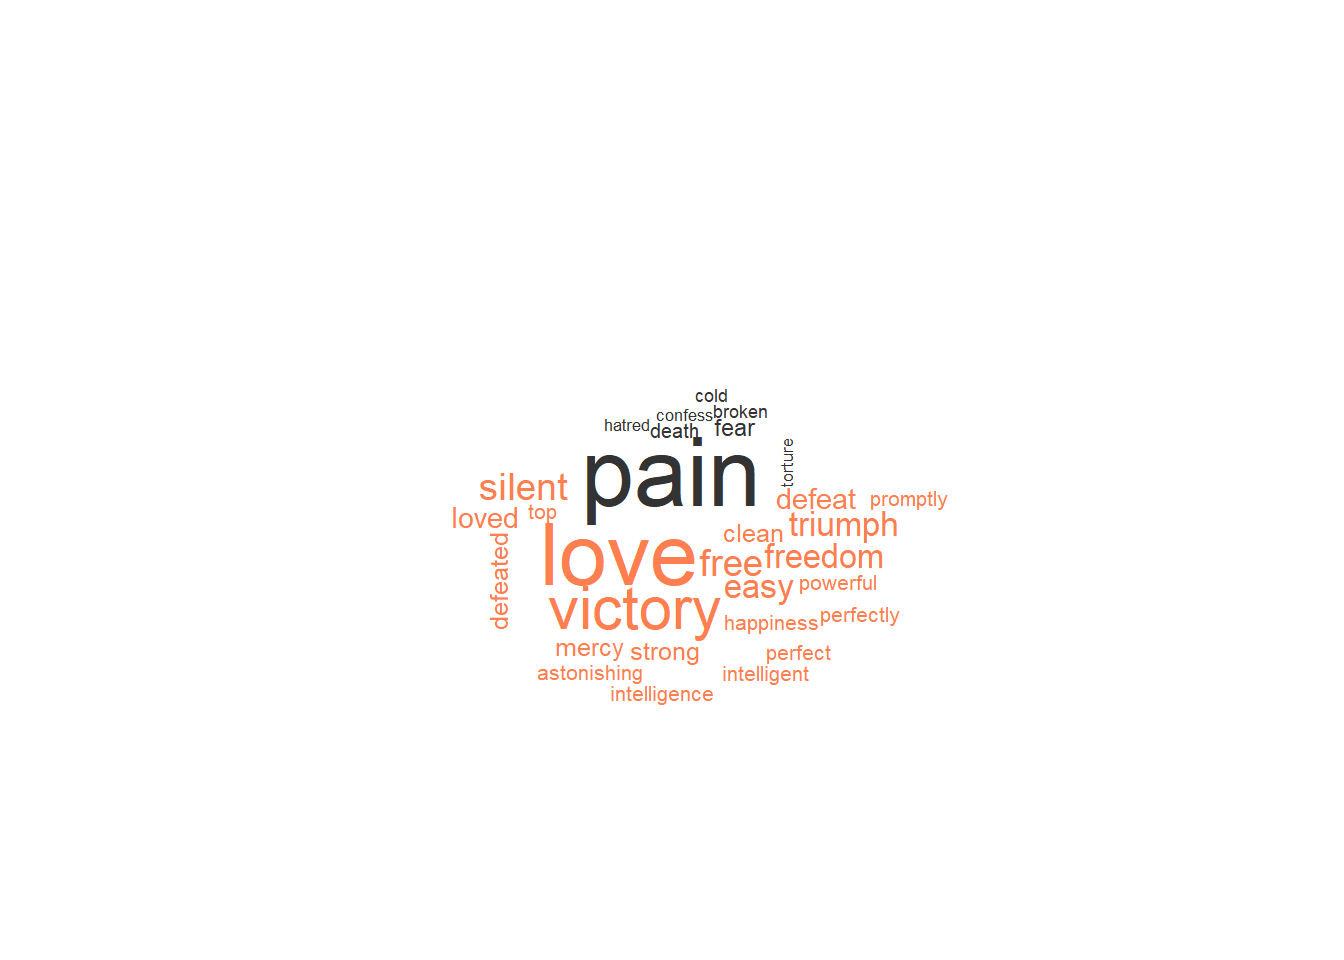 cold
confess broken
hatred death fear
pain
torture
silent
defeat promptly
loved top
triumph
clean
love free freedom
defeated
easy powerful
victory
happiness perfectly
mercy strong perfect
astonishing intelligent
intelligence